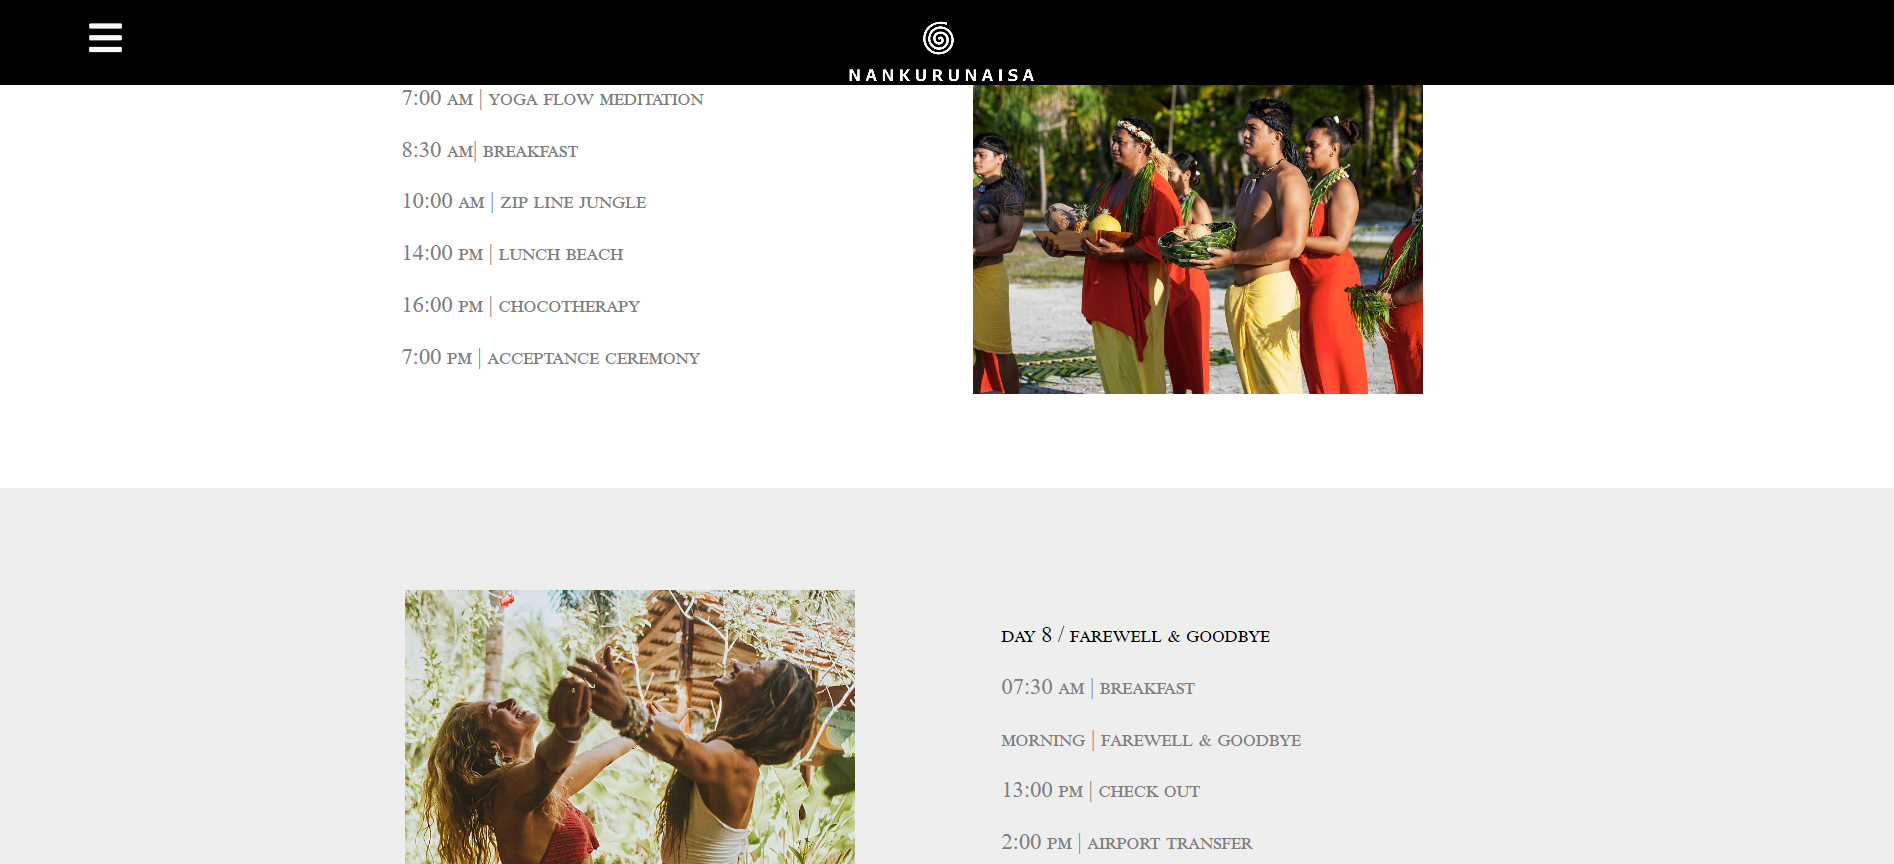 NANKURUNAISA
7:00 AM | YOGA FLOW MEDITATION
8:30 AM| BREAKFAST
10:00 AM | ZIP LINE JUNGLE
14:00 PM | LUNCH BEACH
16:00 PM | CHOCOTHERAPY
7:00 PM | ACCEPTANCE CEREMONY
DAY 8 / FAREWELL & GOODBYE
07:30 AM | BREAKFAST
MORNING | FAREWELL & GOODBYE
13:00 PM | CHECK OUT
2:00 PM | AIRPORT TRANSFER